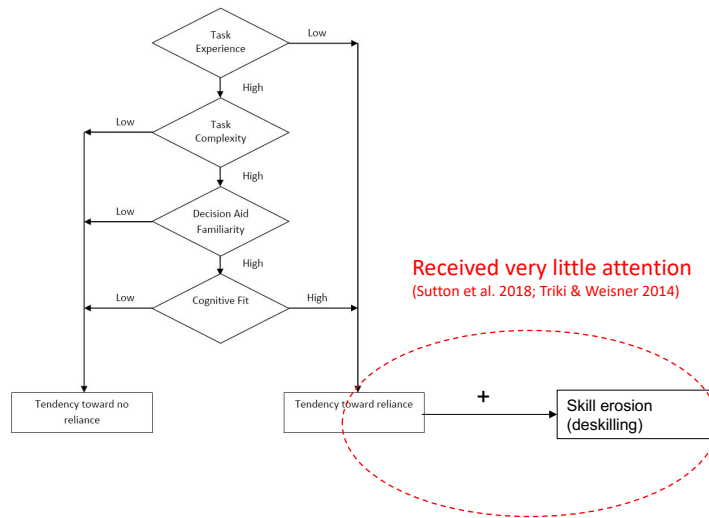 Task
Experience
Low
High
Low
Task
Complexity
High
Low
Decision Aid
Familiarity
High
Low
Cognitive Fit
High
Received very little attention
(Sutton et al. 2018; Triki & Weisner 2014)
Tendency toward no
reliance
Tendency toward reliance
+
Skill erosion
(deskilling)